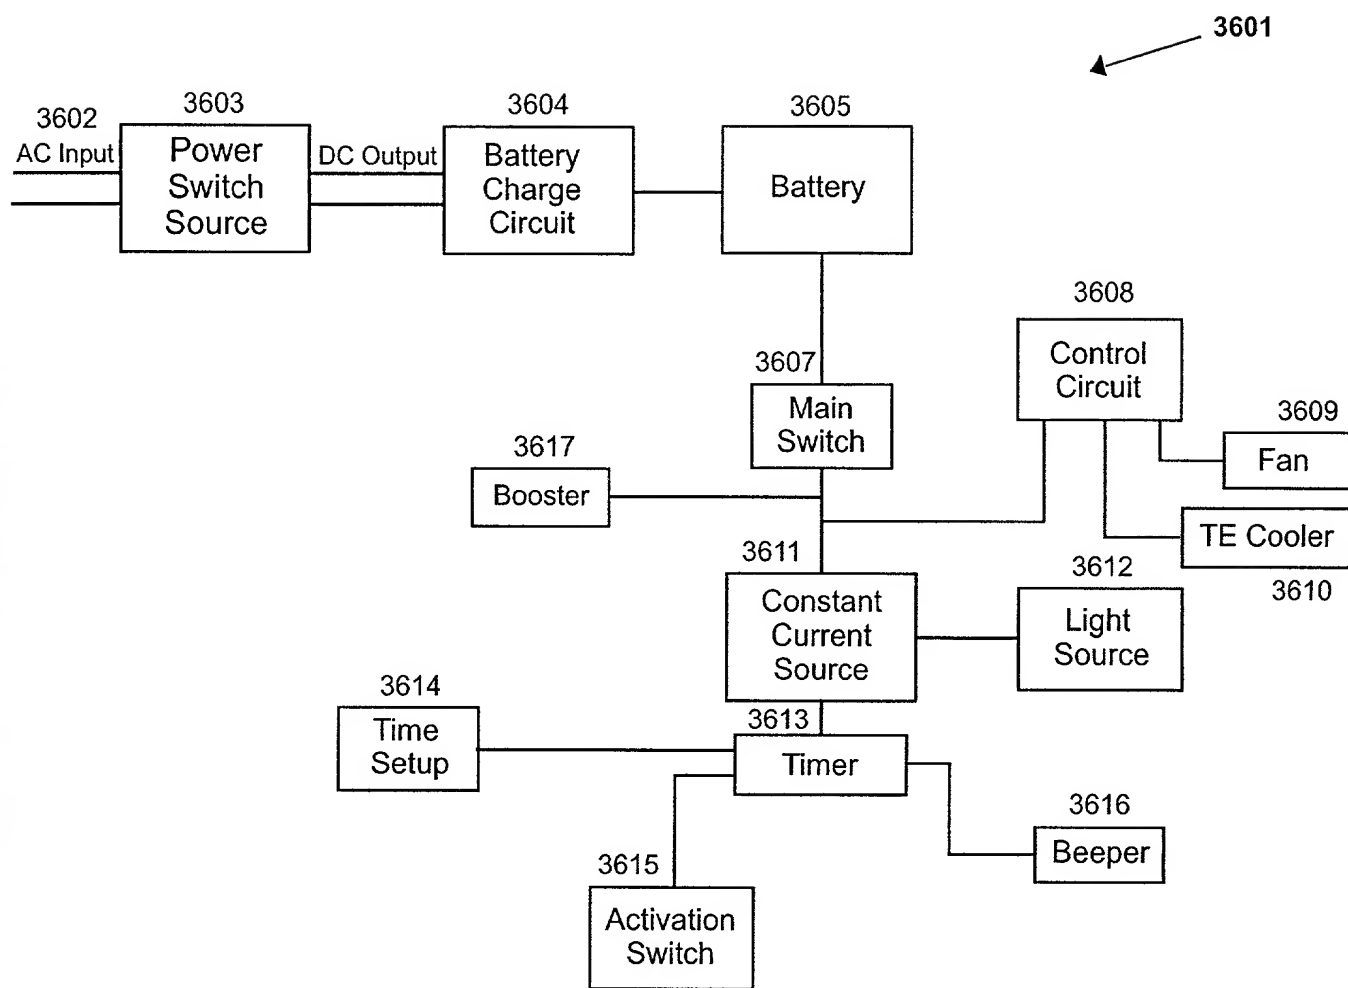 3601
3602
AC Input
3603
Power
Switch
Source
DC Output
3604
Battery
Charge
Circuit
3605
Battery
3607
Main
Switch
3608
Control
Circuit
3609
Fan
TE Cooler
3610
3617
Booster
3611
Constant
Current
Source
3612
Light
Source
3614
Time
Setup
3613
Timer
3616
Beeper
3615
Activation
Switch